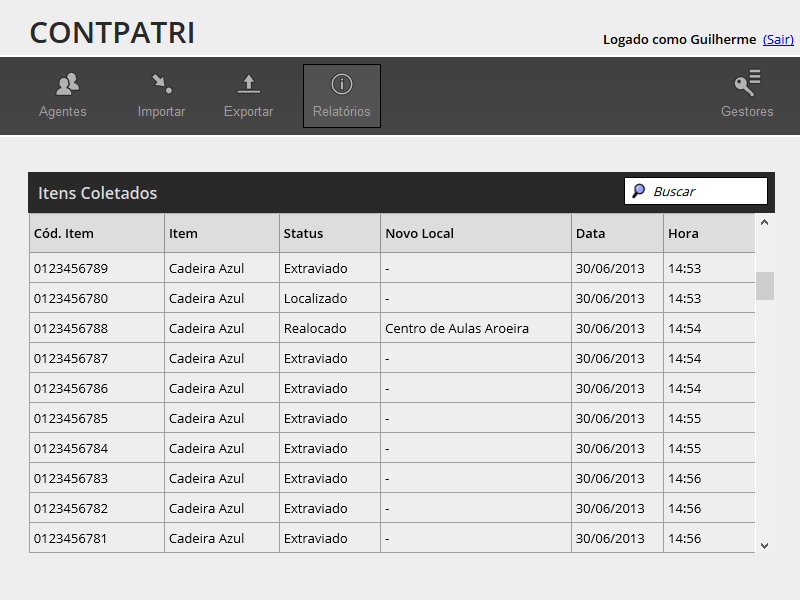 CONTPATRI
Logado como Guilherme (Sair)
Agentes Importar Exportar Relatórios Gestores
Itens Coletados Buscar
Cód. Item Item Status Novo Local Data Hora
0123456789 Cadeira Azul Extraviado - 30/06/2013 14:53
0123456780 Cadeira Azul Localizado - 30/06/2013 14:53
0123456788 Cadeira Azul Realocado Centro de Aulas Aroeira 30/06/2013 14:54
0123456787 Cadeira Azul Extraviado - 30/06/2013 14:54
0123456786 Cadeira Azul Extraviado - 30/06/2013 14:54
0123456785 Cadeira Azul Extraviado - 30/06/2013 14:55
0123456784 Cadeira Azul Extraviado - 30/06/2013 14:55
0123456783 Cadeira Azul Extraviado - 30/06/2013 14:56
0123456782 Cadeira Azul Extraviado - 30/06/2013 14:56
0123456781 Cadeira Azul Extraviado - 30/06/2013 14:56